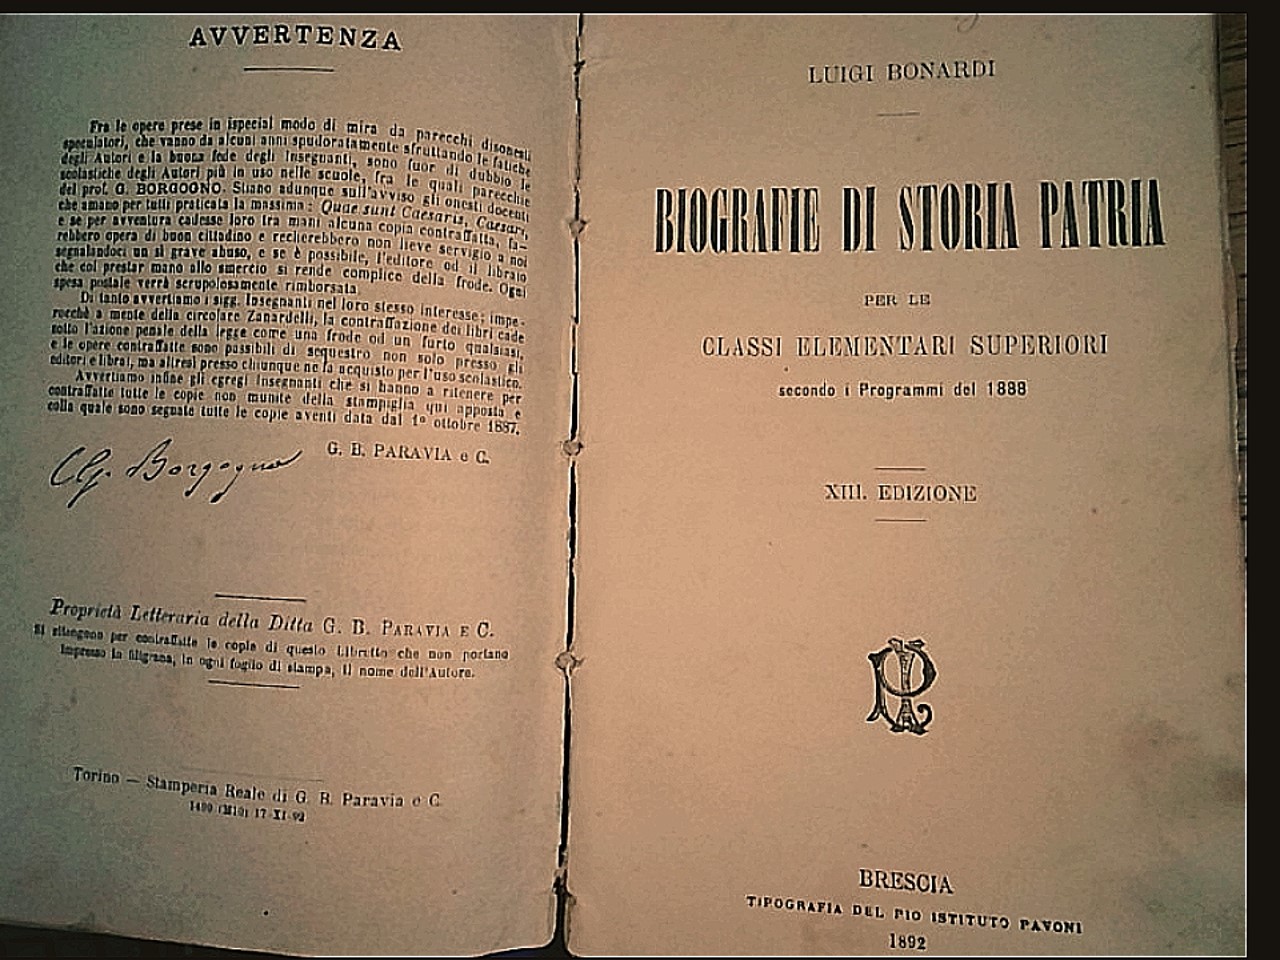 AVVERTENZA
Fra le opere prese in ispecial modo di mira da parecchi disonesti
speculatori, che vanno da alcuni anni spudoratamente sfruttando le fatiche
degli Autori e la buona fede degli Insegnanti, sono fuor di dubbio le
scolastiche degli Autori più in uso nelle scuole, fra le quali parecchie
del prof. G. BORGOGNO. Stiano adunque sull'avviso gli onesti docenti
che amano per tutti praticata la massima: Quae sunt Caesaris, Caesari,
e se per avventura cadesse loro tra mani alcuna copia contraffatta, fa-
rebbero opera di buon cittadino e recherebbero non lieve servigio a noi
segnalandoci un sì grave abuso, e se è possibile, l'editore od il libraio
che col prestar mano allo smercio si rende complice della frode. Ogni
spesa postale verrà scrupolosamente rimborsata.
Di tanto avvertiamo i sigg. Insegnanti nel loro stesso interesse; impe-
rocchè a mente della circolare Zanardelli, la contraffazione dei libri cade
sotto l'azione penale della legge come una frode od un furto qualsiasi,
e le opere contraffatte sono passibili di sequestro non solo presso gli
editori e librai, ma altresì presso chiunque ne fa acquisto per l'uso scolastico.
Avvertiamo infine gli egregi Insegnanti che si hanno a ritenere per
contraffatte tutte le copie non munite della stampiglia qui apposta e
colla quale sono segnate tutte le copie aventi data dal 1º ottobre 1887.
G. B. PARAVIA e C.
G. Borgogno
Proprietà Letteraria della Ditta G. B. PARAVIA E C.
Si ritengono per contraffatte le copie di questo Libretto che non portano
impresso in filigrana, in ogni foglio di stampa, il nome dell'Autore.
Torino — Stamperia Reale di G. B. Paravia e C.
1490 (M10) 17-XI-92
LUIGI BONARDI
BIOGRAFIE DI STORIA PATRIA
PER LE
CLASSI ELEMENTARI SUPERIORI
secondo i Programmi del 1888
XIII. EDIZIONE
BRESCIA
TIPOGRAFIA DEL PIO ISTITUTO PAVONI
1892